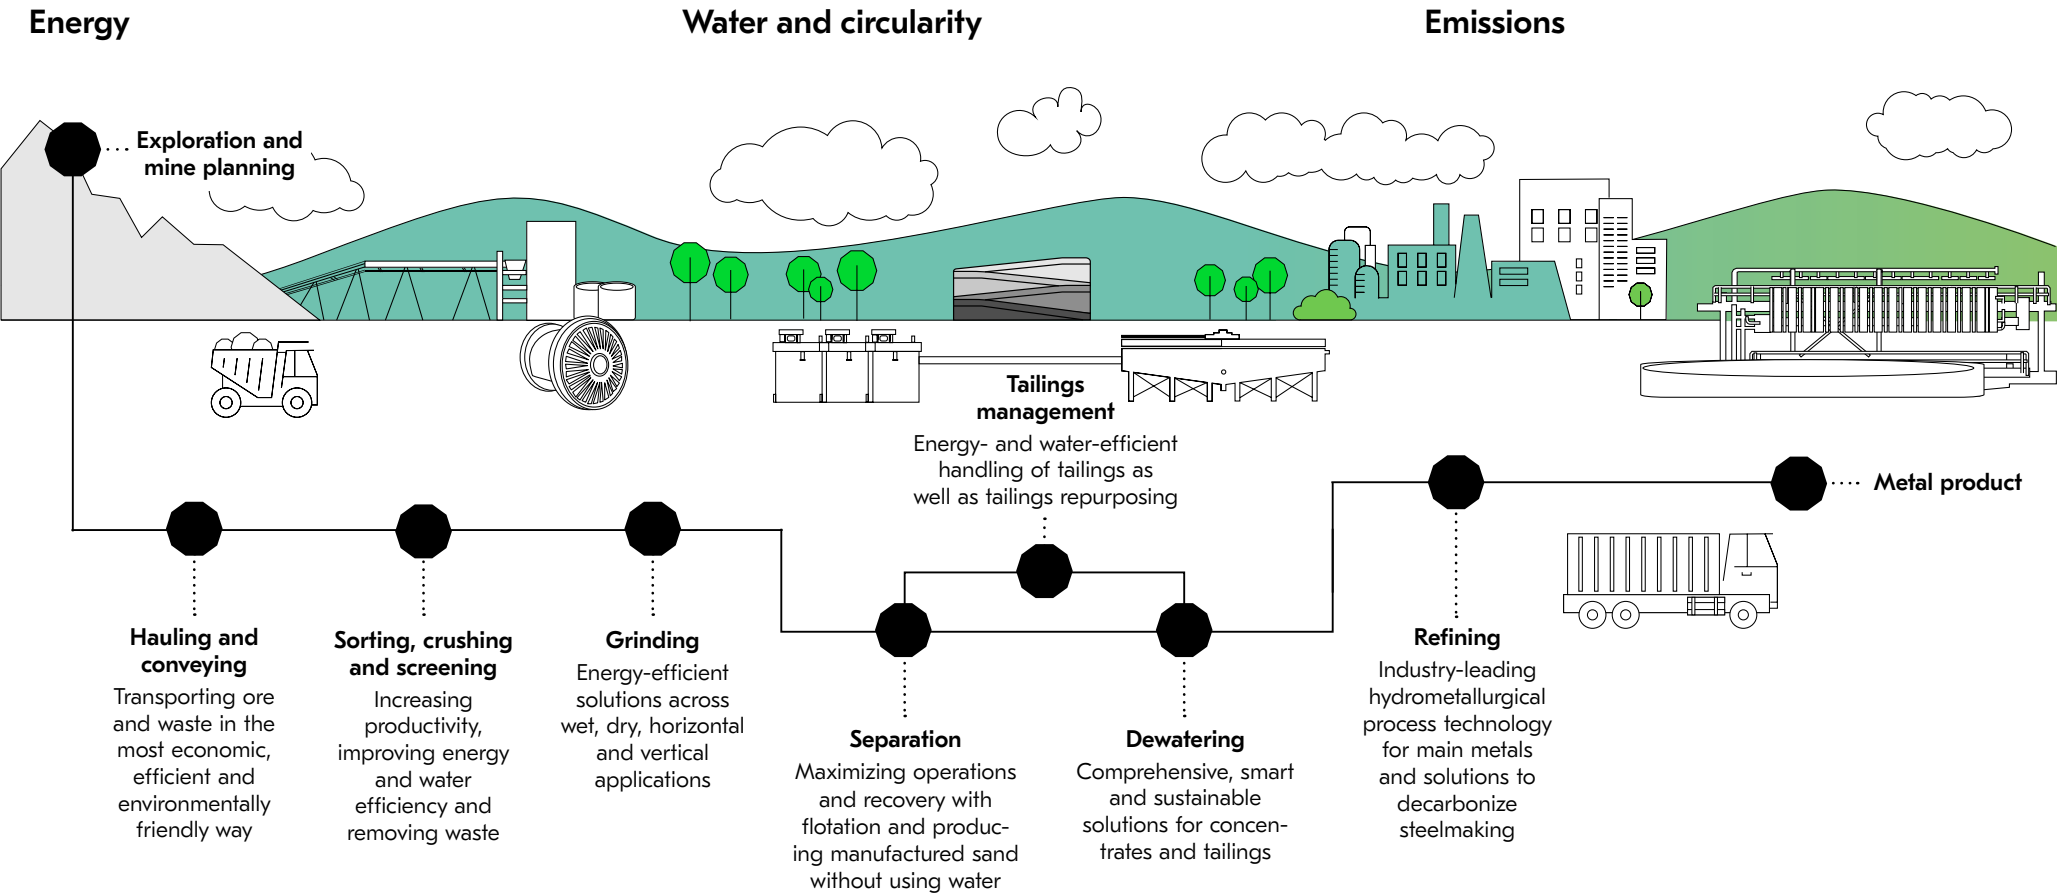 Energy
Water and circularity
Emissions
Exploration and
mine planning
Tailings
management
Energy- and water-efficient
handling of tailings as
well as tailings repurposing
Metal product
Hauling and
conveying
Transporting ore
and waste in the
most economic,
efficient and
environmentally
friendly way
Sorting, crushing
and screening
Increasing
productivity,
improving energy
and water
efficiency and
removing waste
Grinding
Energy-efficient
solutions across
wet, dry, horizontal
and vertical
applications
Separation
Maximizing operations
and recovery with
flotation and produc-
ing manufactured sand
without using water
Dewatering
Comprehensive, smart
and sustainable
solutions for concen-
trates and tailings
Refining
Industry-leading
hydrometallurgical
process technology
for main metals
and solutions to
decarbonize
steelmaking